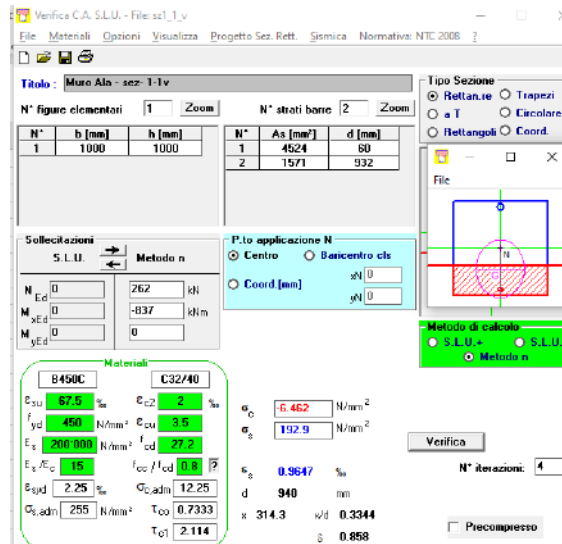 Verifica C.A. S.L.U. - File: sz1_1_v
File Materiali Opzioni Visualizza Progetto Sez. Rett. Sismica Normativa: NTC 2008 ?
Titolo : Muro Ala - sez- 1-1v
N° figure elementari 1 Zoom N° strati barre 2 Zoom
N° b [mm] h [mm]
1 1000 1000
N° As [mm²] d [mm]
1 4524 60
2 1571 932
Tipo Sezione
Rettan.re Trapezi
a T Circolare
Rettangoli Coord.
File
N
G
Sollecitazioni
S.L.U. Metodo n
N Ed 0 262 kN
M xEd 0 -837 kNm
M yEd 0 0
P.to applicazione N
Centro Baricentro cls
Coord.[mm] xN 0
yN 0
Metodo di calcolo
S.L.U.+ S.L.U.
Metodo n
Materiali
B450C C32/40
εsu 67.5 ‰ εc2 2 ‰
fyd 450 N/mm² εcu 3.5
Es 200'000 N/mm² fcd 27.2
Es/Ec 15 fcc/fcd 0.8 ?
εsyd 2.25 ‰ σc,adm 12.25
σs,adm 255 N/mm² τco 0.7333
τc1 2.114
σc -6.462 N/mm²
σs 192.9 N/mm²
εs 0.9647 ‰
d 940 mm
x 314.3 x/d 0.3344
δ 0.858
Verifica
N° iterazioni: 4
Precompresso